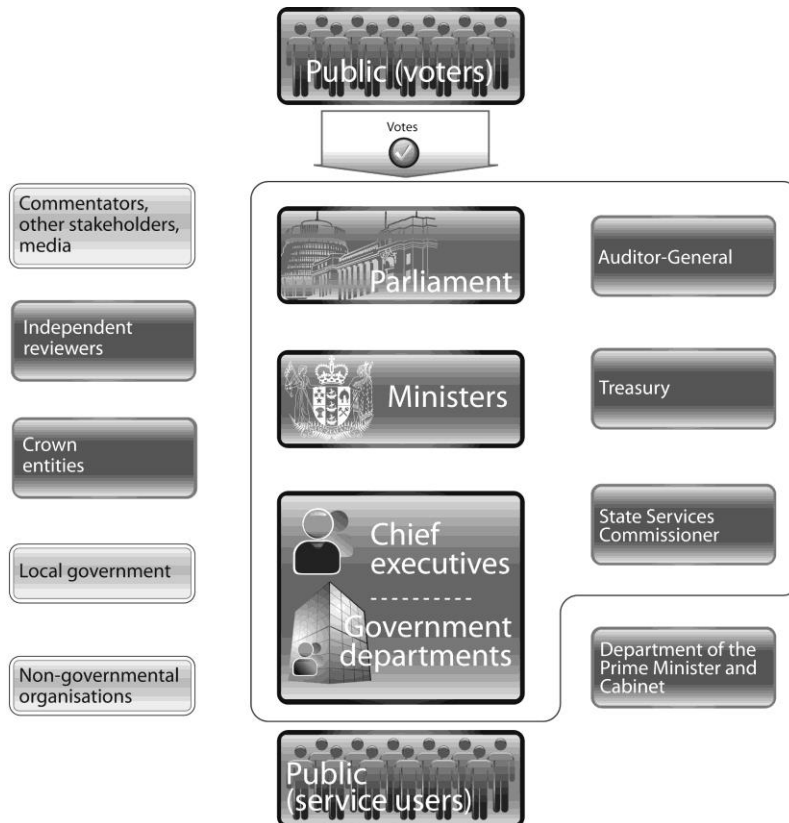 Public (voters)
Votes
Commentators,
other stakeholders,
media
Independent
reviewers
Crown
entities
Local government
Non-governmental
organisations
Parliament
Ministers
Chief
executives
Government
departments
Auditor-General
Treasury
State Services
Commissioner
Department of the
Prime Minister and
Cabinet
Public
(service users)